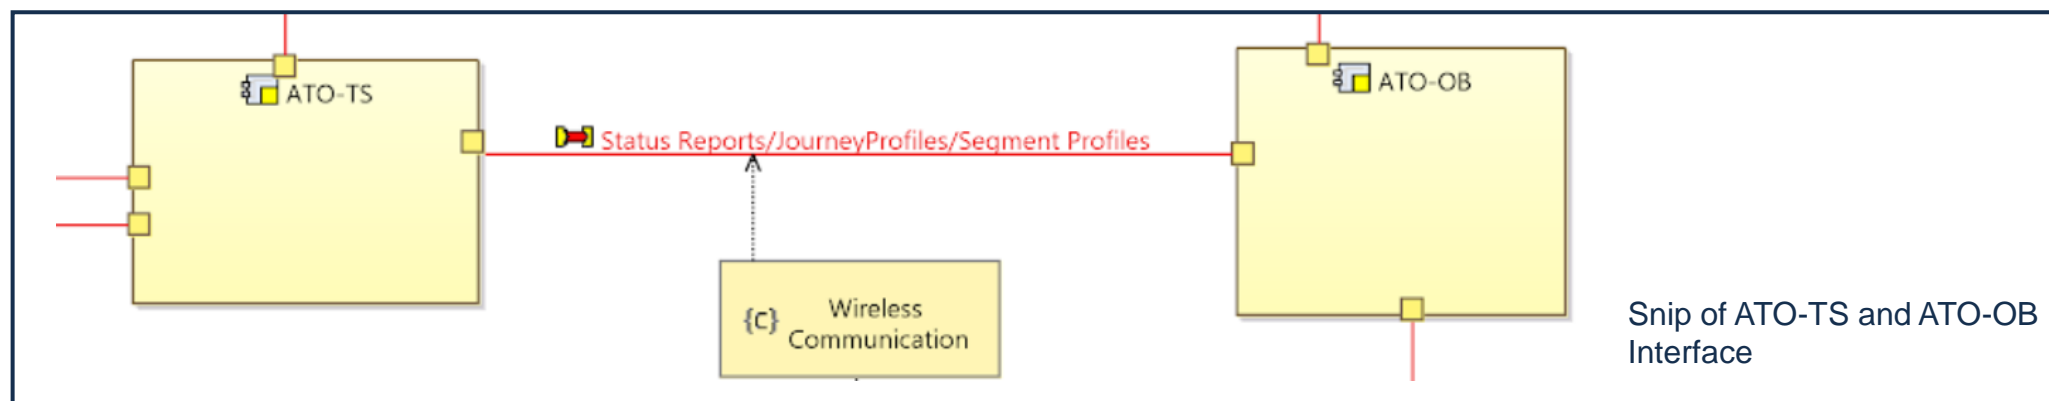 ATO-TS
ATO-OB
Status Reports/JourneyProfiles/Segment Profiles
{c}
Wireless
Communication
Snip of ATO-TS and ATO-OB
Interface